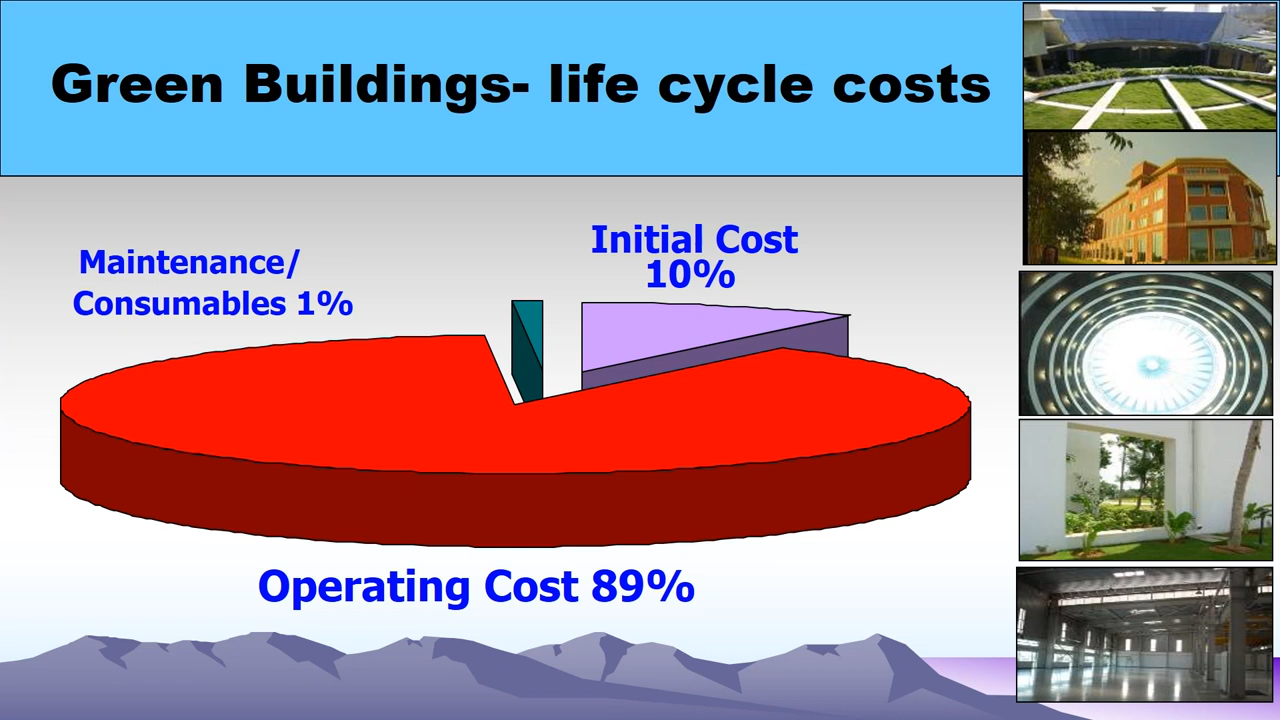 Green Buildings- life cycle costs
Initial Cost
10%
Maintenance/
Consumables 1%
Operating Cost 89%